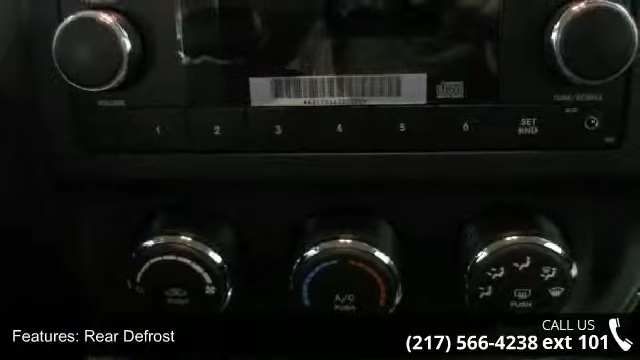 VOLUME
TUNE/SCROLL
1 2 3 4 5 6 SET RND
A/C
PUSH
PUSH
PUSH
Features: Rear Defrost
CALL US
(217) 566-4238 ext 101